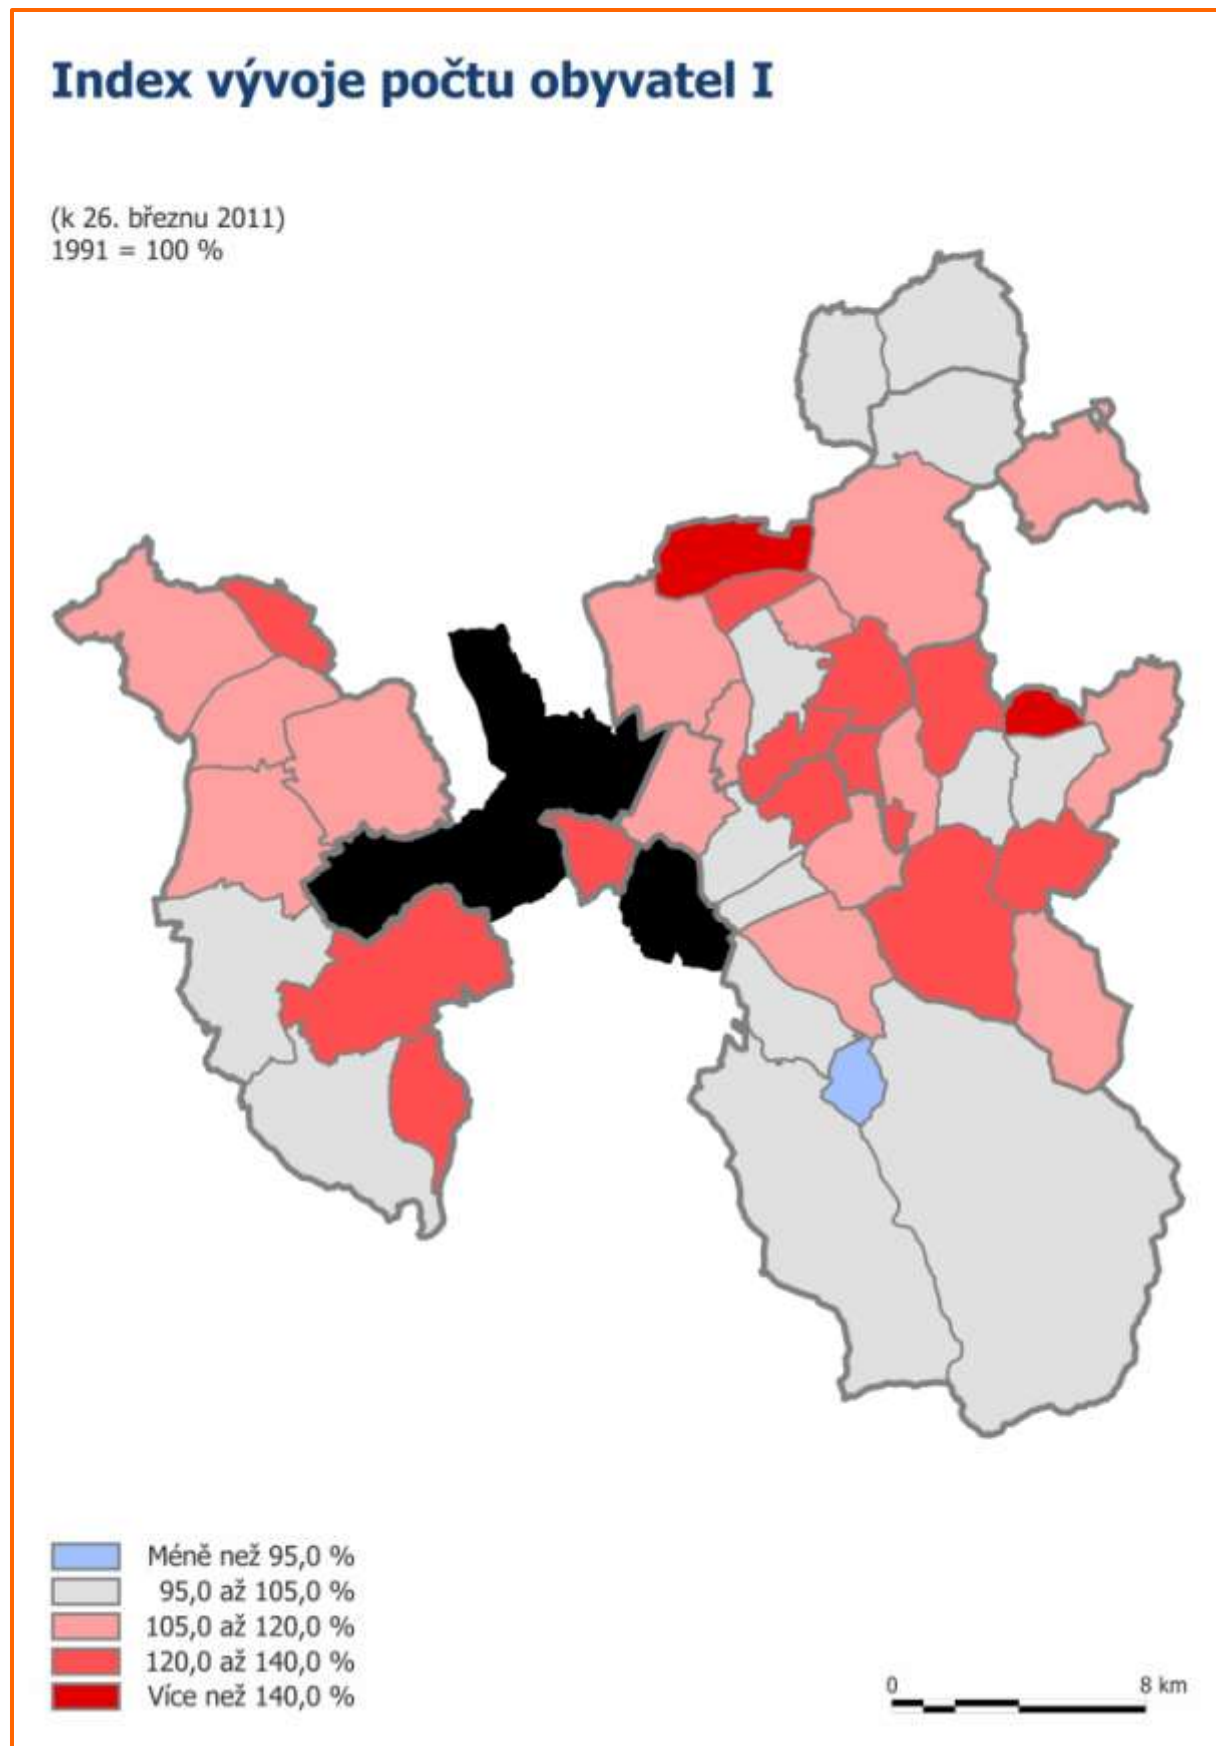 Index vývoje počtu obyvatel I
(k 26. březnu 2011)
1991 = 100 %
Méně než 95,0 %
95,0 až 105,0 %
105,0 až 120,0 %
120,0 až 140,0 %
Více než 140,0 %
0 8 km